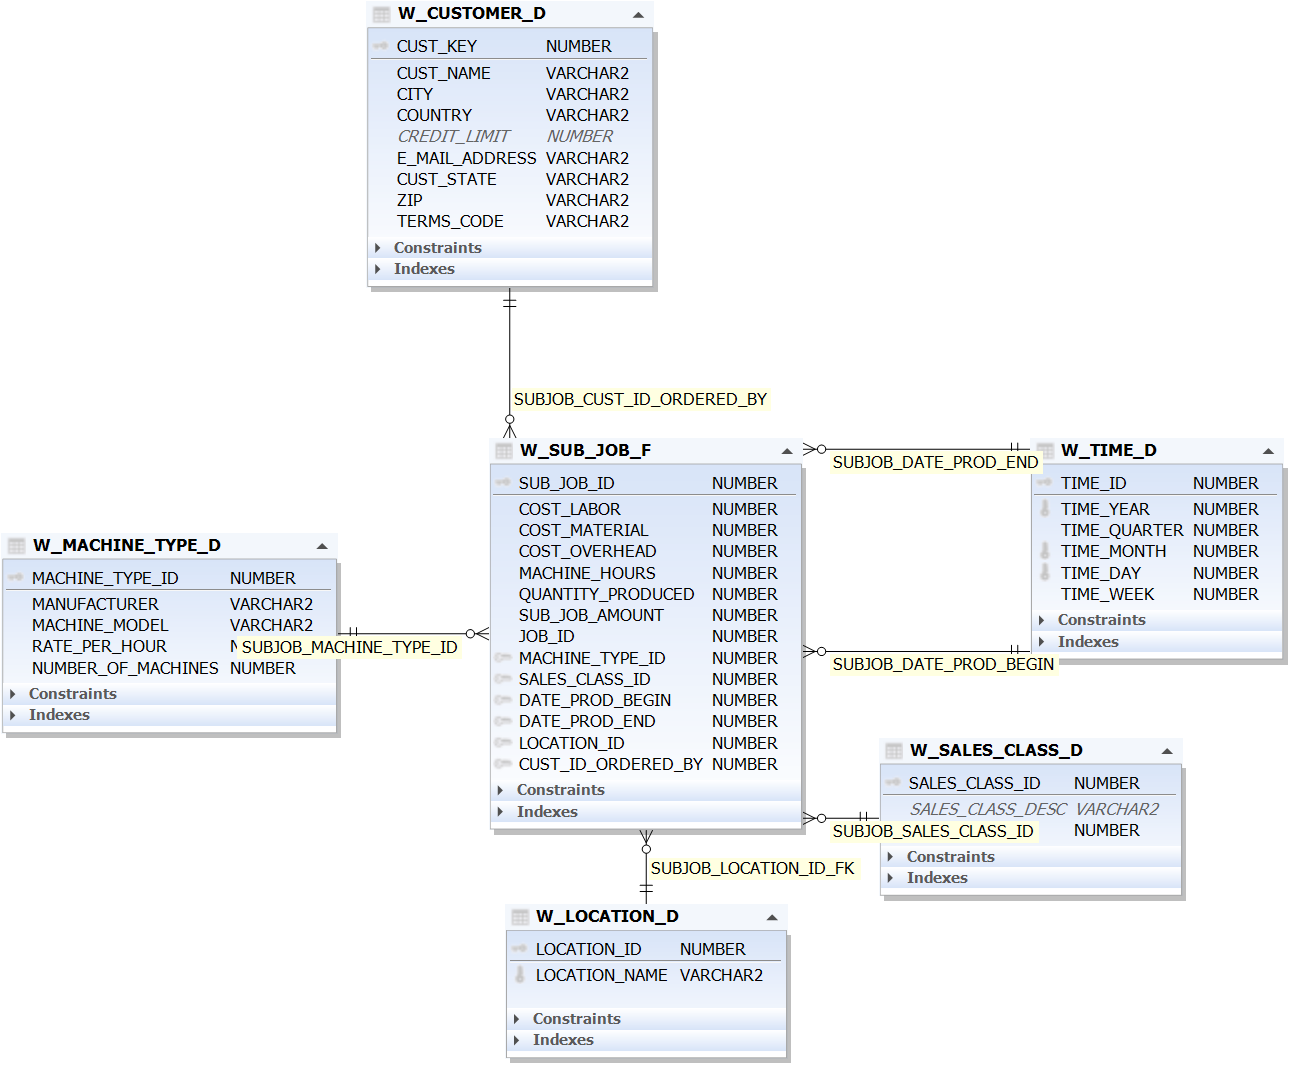 W_CUSTOMER_D
CUST_KEY NUMBER
CUST_NAME VARCHAR2
CITY VARCHAR2
COUNTRY VARCHAR2
CREDIT_LIMIT NUMBER
E_MAIL_ADDRESS VARCHAR2
CUST_STATE VARCHAR2
ZIP VARCHAR2
TERMS_CODE VARCHAR2
Constraints
Indexes
SUBJOB_CUST_ID_ORDERED_BY
W_SUB_JOB_F
SUB_JOB_ID NUMBER
COST_LABOR NUMBER
COST_MATERIAL NUMBER
COST_OVERHEAD NUMBER
MACHINE_HOURS NUMBER
QUANTITY_PRODUCED NUMBER
SUB_JOB_AMOUNT NUMBER
JOB_ID NUMBER
MACHINE_TYPE_ID NUMBER
SALES_CLASS_ID NUMBER
DATE_PROD_BEGIN NUMBER
DATE_PROD_END NUMBER
LOCATION_ID NUMBER
CUST_ID_ORDERED_BY NUMBER
Constraints
Indexes
SUBJOB_DATE_PROD_END
W_TIME_D
TIME_ID NUMBER
TIME_YEAR NUMBER
TIME_QUARTER NUMBER
TIME_MONTH NUMBER
TIME_DAY NUMBER
TIME_WEEK NUMBER
Constraints
Indexes
SUBJOB_DATE_PROD_BEGIN
W_MACHINE_TYPE_D
MACHINE_TYPE_ID NUMBER
MANUFACTURER VARCHAR2
MACHINE_MODEL VARCHAR2
RATE_PER_HOUR
NUMBER_OF_MACHINES NUMBER
Constraints
Indexes
SUBJOB_MACHINE_TYPE_ID
W_SALES_CLASS_D
SALES_CLASS_ID NUMBER
SALES_CLASS_DESC VARCHAR2
NUMBER
Constraints
Indexes
SUBJOB_SALES_CLASS_ID
SUBJOB_LOCATION_ID_FK
W_LOCATION_D
LOCATION_ID NUMBER
LOCATION_NAME VARCHAR2
Constraints
Indexes